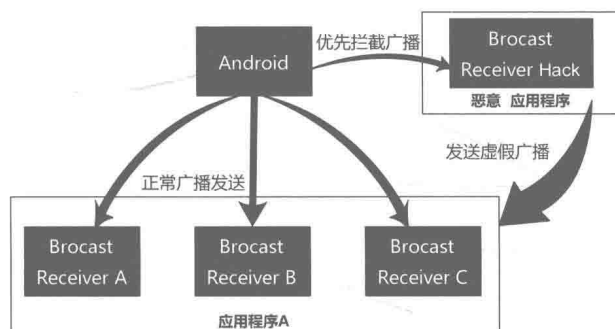 优先拦截广播
Brocast
Receiver Hack
恶意 应用程序
Android
发送虚假广播
正常广播发送
Brocast
Receiver A
Brocast
Receiver B
Brocast
Receiver C
应用程序A